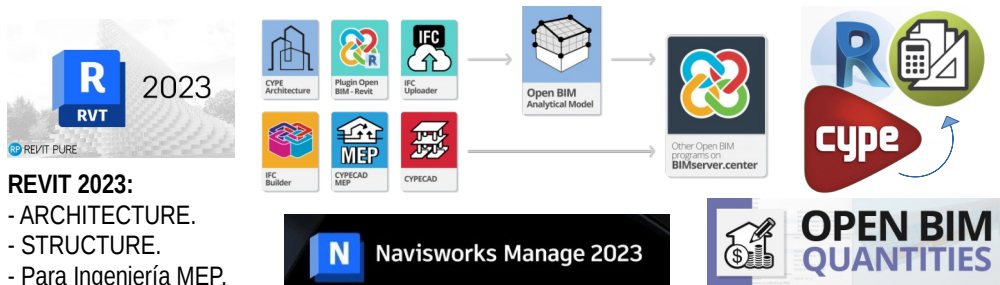 R
RVT
2023
RP REVIT PURE
REVIT 2023:
- ARCHITECTURE.
- STRUCTURE.
- Para Ingeniería MEP.
CYPE
Architecture
R
Plugin Open
BIM - Revit
IFC
IFC
Uploader
IFC
Builder
MEP
CYPECAD
MEP
CYPECAD
Open BIM
Analytical Model
Other Open BIM
programs on
BIMserver.center
R
cype
N
Navisworks Manage 2023
$
OPEN BIM
QUANTITIES